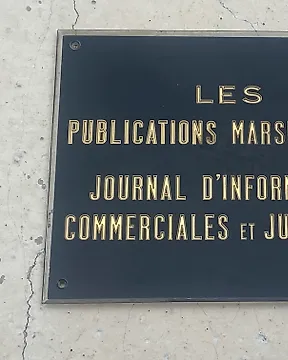 LES
PUBLICATIONS MARS
JOURNAL D'INFORM
COMMERCIALES ET JU